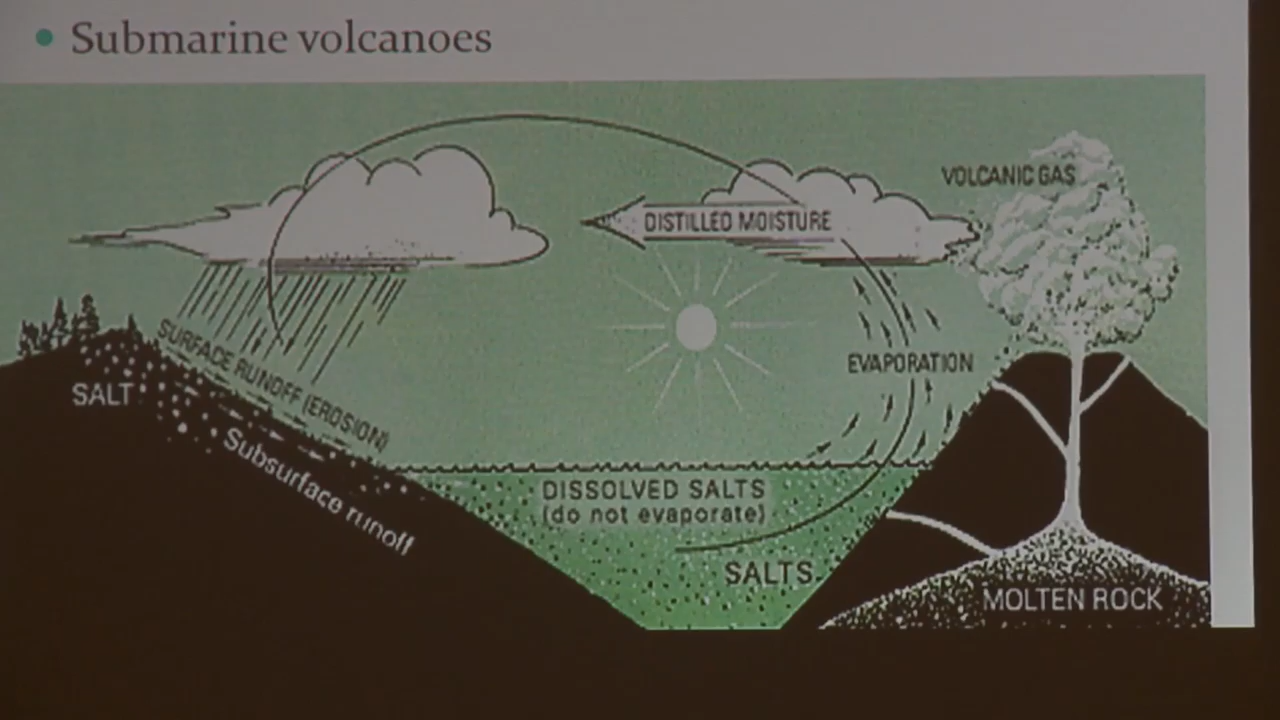 • Submarine volcanoes
VOLCANIC GAS
DISTILLED MOISTURE
SURFACE RUNOFF (EROSION)
EVAPORATION
SALT
Subsurface runoff
DISSOLVED SALTS
(do not evaporate)
SALTS
MOLTEN ROCK